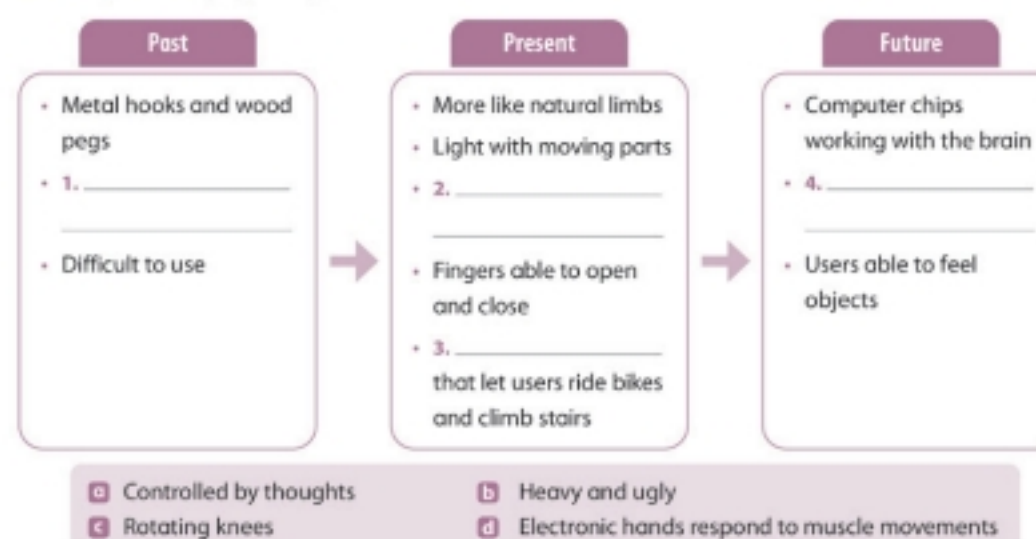 Past
Metal hooks and wood
pegs
1.
Difficult to use
Present
More like natural limbs
Light with moving parts
2.
Fingers able to open
and close
3.
that let users ride bikes
and climb stairs
Future
Computer chips
working with the brain
4.
Users able to feel
objects
a Controlled by thoughts
b Heavy and ugly
c Rotating knees
d Electronic hands respond to muscle movements